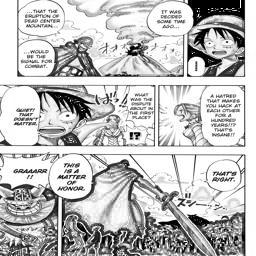 IT WAS
DECIDED
SOME TIME
AGO...
!
...THAT
THE ERUPTION
OF DEAD CENTER
MOUNTAIN...
...WOULD
BE THE
SIGNAL FOR
COMBAT.
A HATRED
THAT MAKES
YOU HACK AT
EACH OTHER
FOR A
HUNDRED
YEARS!!?
THAT'S
INSANE!!
WHAT
WAS THE
DISPUTE
ABOUT IN
THE FIRST
PLACE?
!?
QUIET!
THAT
DOESN'T
MATTER.
THAT'S
RIGHT.
THIS IS
A MATTER
OF
HONOR.
GRAAARR
!!